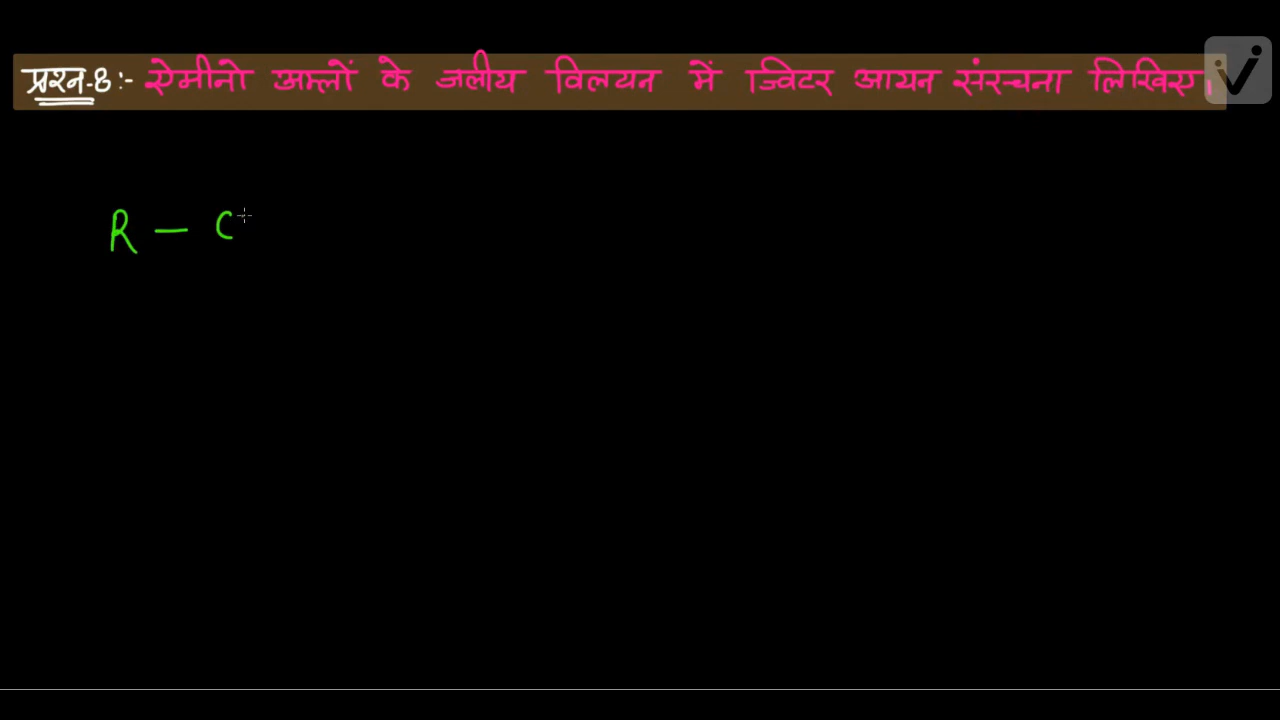 प्रश्न-8:- ऐमीनो अम्लों के जलीय विलयन में ज्विटर आयन संरचना लिखिए।
R — C